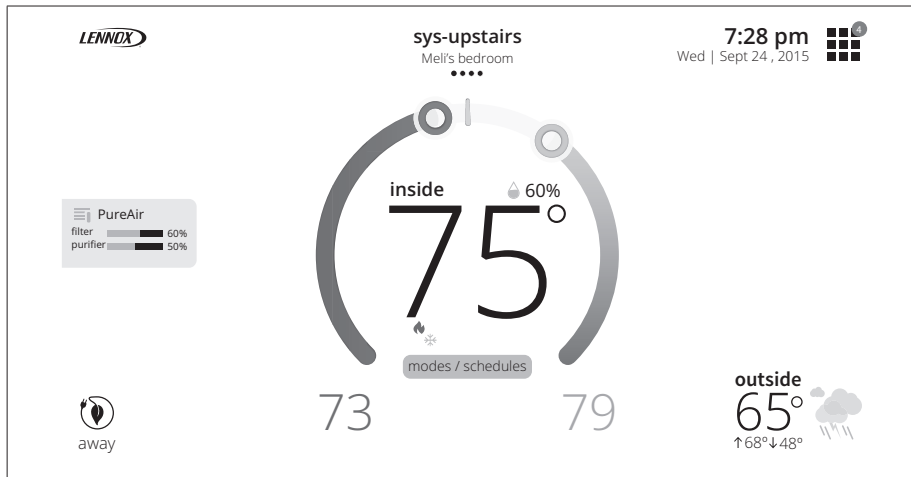 LENNOX
sys-upstairs
Meli's bedroom
7:28 pm
Wed | Sept 24 , 2015
4
PureAir
filter 60%
purifier 50%
inside 60%
75°
modes / schedules
73 79
away
outside
65°
↑68°↓48°